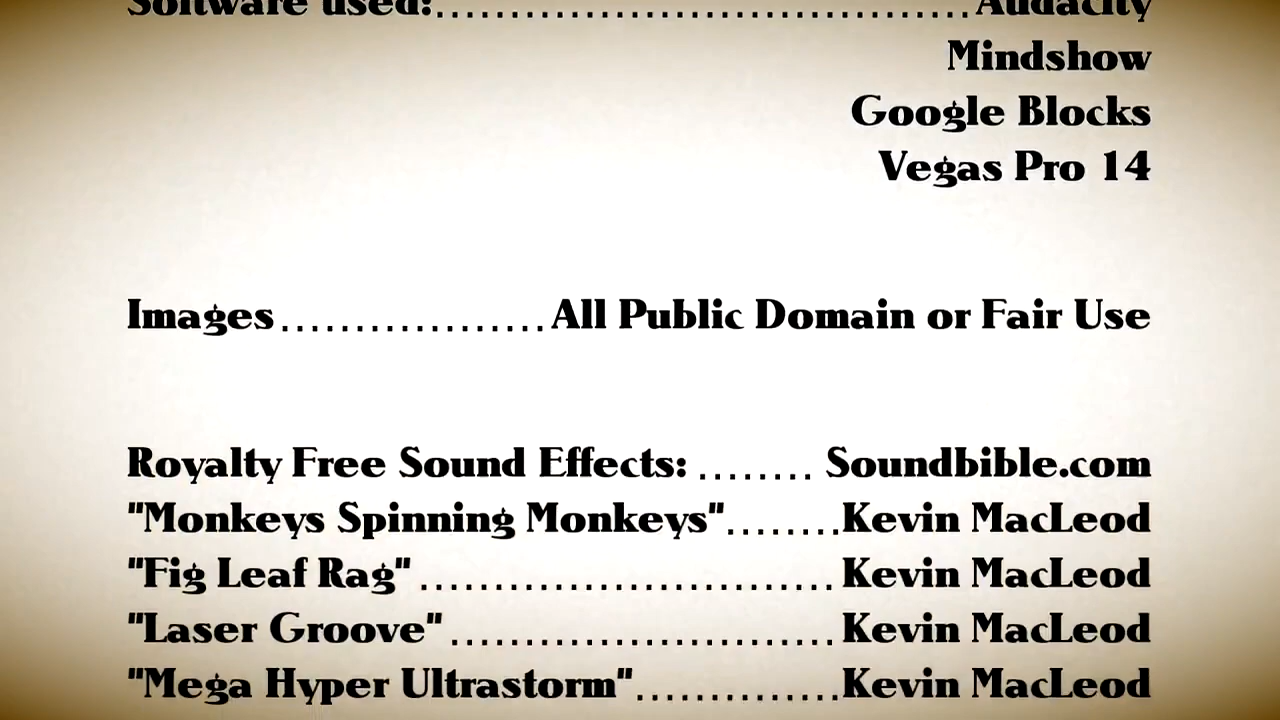 Software used:.....................................Audacity
Mindshow
Google Blocks
Vegas Pro 14
Images..................All Public Domain or Fair Use
Royalty Free Sound Effects: ........ Soundbible.com
"Monkeys Spinning Monkeys"........Kevin MacLeod
"Fig Leaf Rag" ............................Kevin MacLeod
"Laser Groove" ..........................Kevin MacLeod
"Mega Hyper Ultrastorm"..............Kevin MacLeod